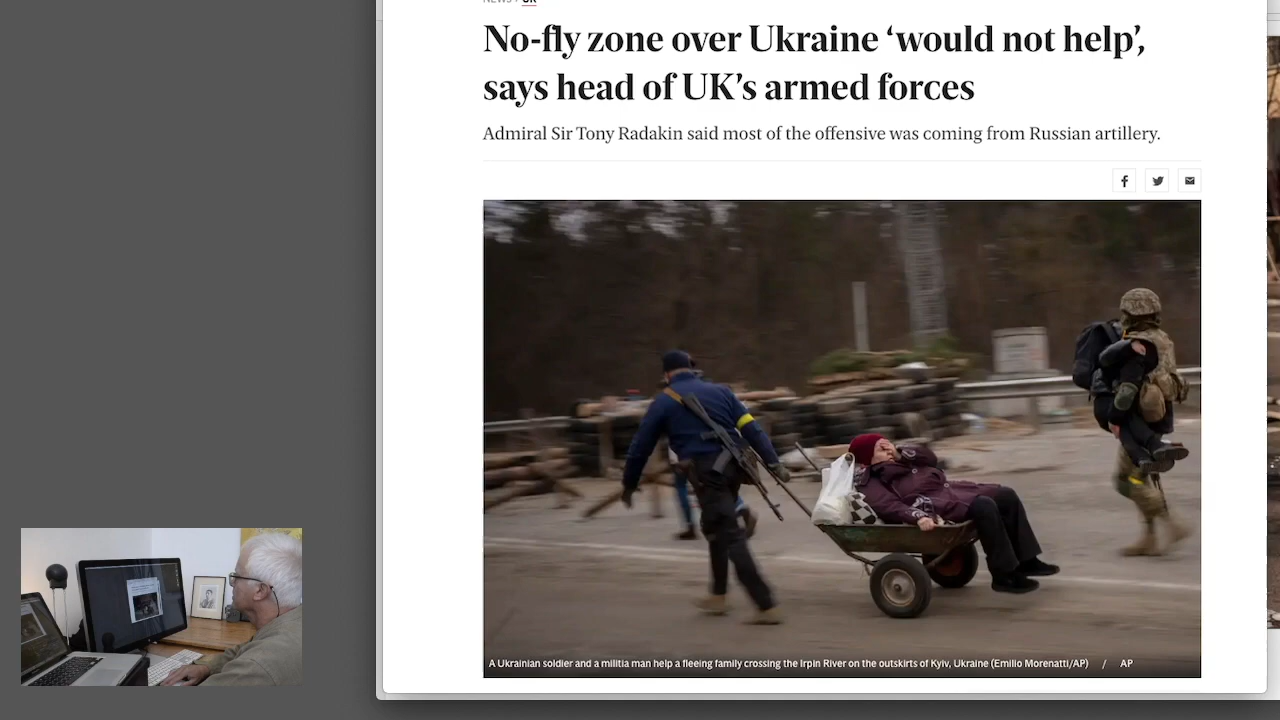 NEWS UK
No-fly zone over Ukraine ‘would not help’,
says head of UK’s armed forces
Admiral Sir Tony Radakin said most of the offensive was coming from Russian artillery.
A Ukrainian soldier and a militia man help a fleeing family crossing the Irpin River on the outskirts of Kyiv, Ukraine (Emilio Morenatti/AP) / AP